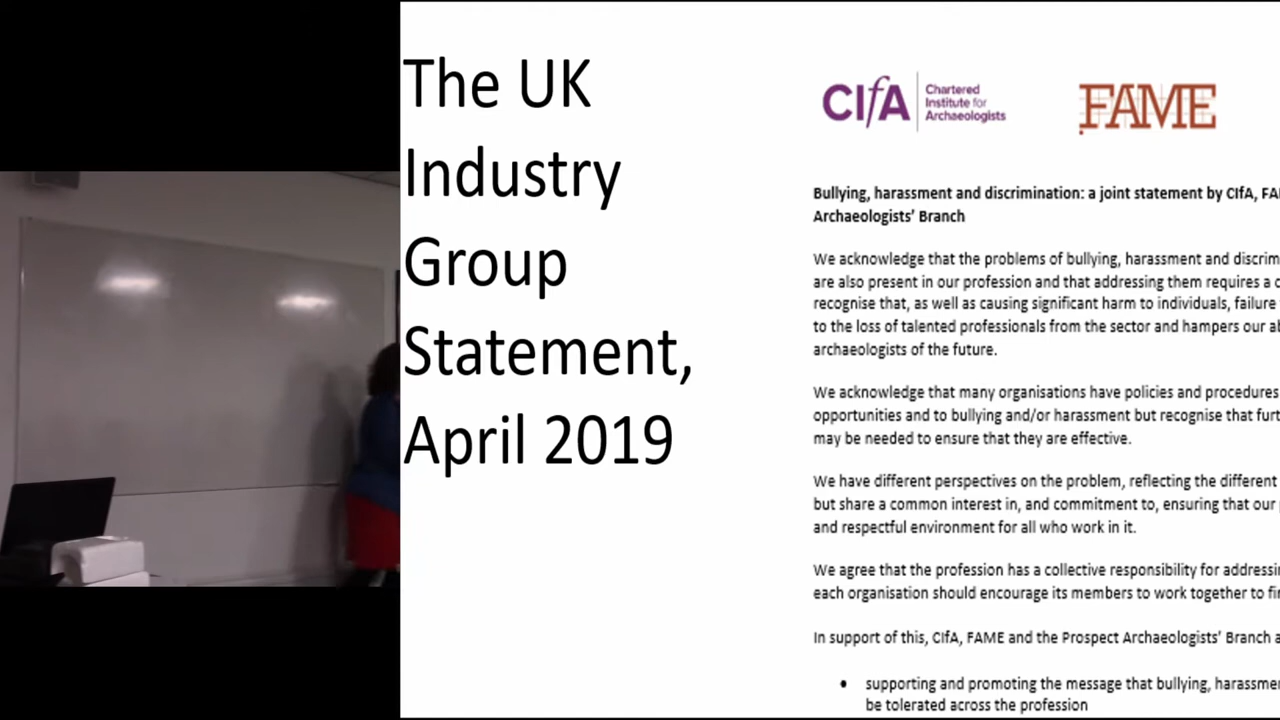 The UK
Industry
Group
Statement,
April 2019
CIfA
Chartered
Institute for
Archaeologists
FAME
Bullying, harassment and discrimination: a joint statement by CIfA,
Archaeologists' Branch
We acknowledge that the problems of bullying, harassment and
are also present in our profession and that addressing them requires a
recognise that, as well as causing significant harm to individuals, failure
to the loss of talented professionals from the sector and hampers our
archaeologists of the future.
We acknowledge that many organisations have policies and procedures
opportunities and to bullying and/or harassment but recognise that
may be needed to ensure that they are effective.
We have different perspectives on the problem, reflecting the different
but share a common interest in, and commitment to, ensuring that our
and respectful environment for all who work in it.
We agree that the profession has a collective responsibility for
each organisation should encourage its members to work together to
In support of this, CIfA, FAME and the Prospect Archaeologists' Branch
• supporting and promoting the message that bullying,
be tolerated across the profession